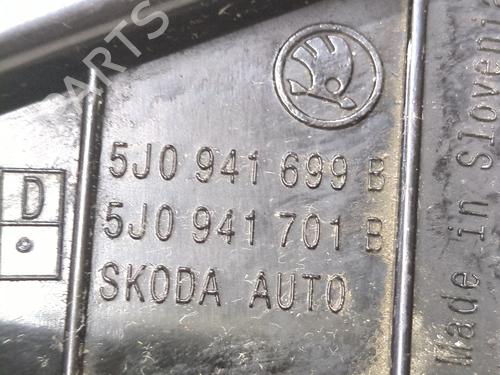 5J0 941 699 B
5J0 941 701 B
SKODA AUTO
D
Made in Slovenia
B-PARTS